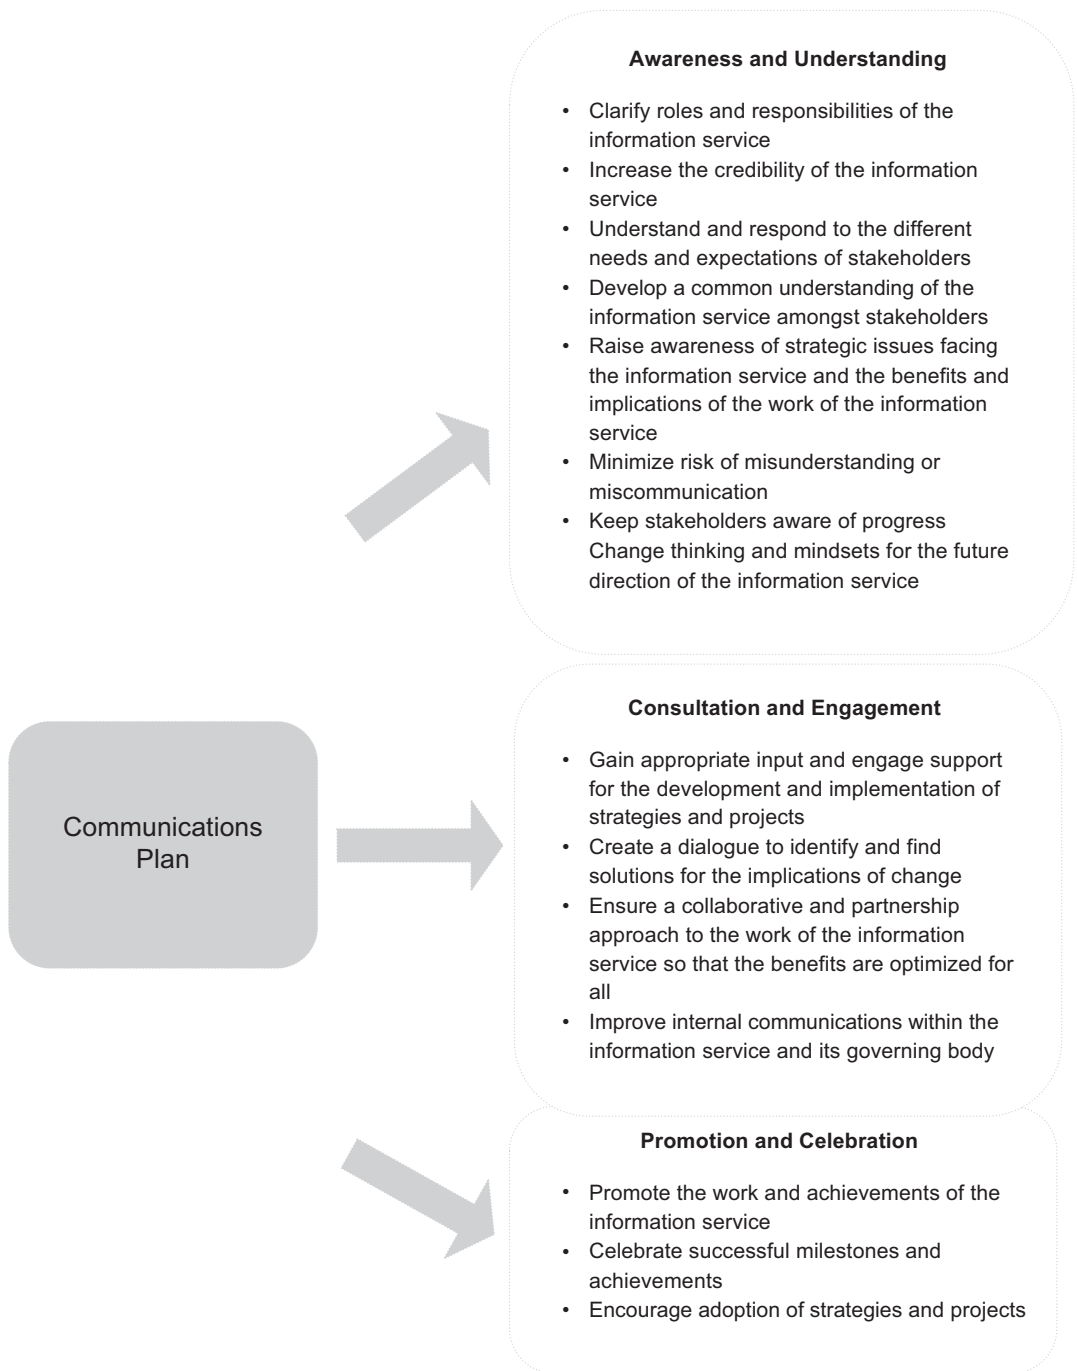 Awareness and Understanding
• Clarify roles and responsibilities of the
information service
• Increase the credibility of the information
service
• Understand and respond to the different
needs and expectations of stakeholders
• Develop a common understanding of the
information service amongst stakeholders
• Raise awareness of strategic issues facing
the information service and the benefits and
implications of the work of the information
service
• Minimize risk of misunderstanding or
miscommunication
• Keep stakeholders aware of progress
Change thinking and mindsets for the future
direction of the information service
Communications
Plan
Consultation and Engagement
• Gain appropriate input and engage support
for the development and implementation of
strategies and projects
• Create a dialogue to identify and find
solutions for the implications of change
• Ensure a collaborative and partnership
approach to the work of the information
service so that the benefits are optimized for
all
• Improve internal communications within the
information service and its governing body
Promotion and Celebration
• Promote the work and achievements of the
information service
• Celebrate successful milestones and
achievements
• Encourage adoption of strategies and projects